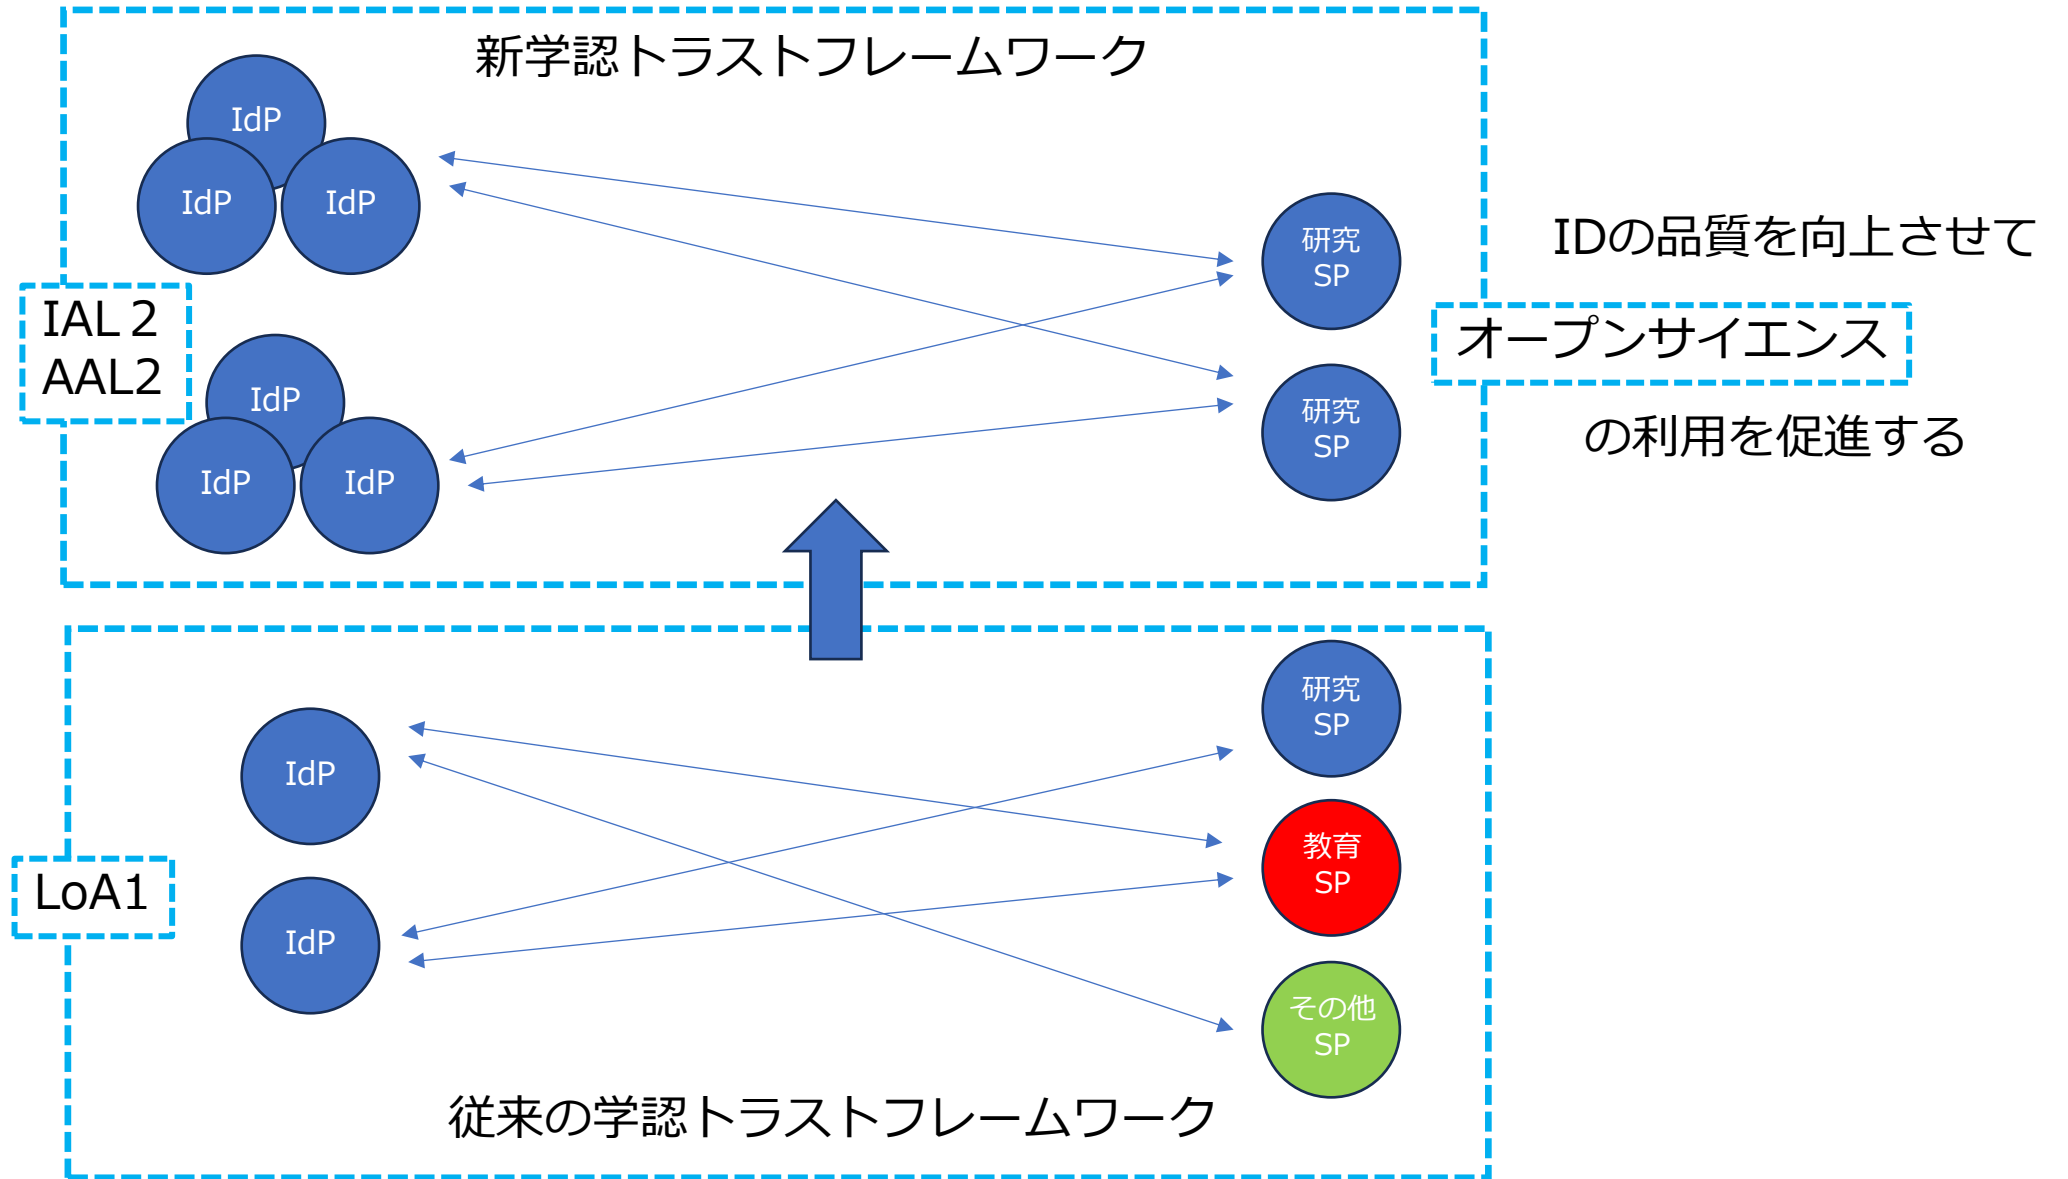 新学認トラストフレームワーク
IdP
IdP
IdP
研究
SP
IDの品質を向上させて
IAL２
AAL2
オープンサイエンス
IdP
IdP
IdP
研究
SP
の利用を促進する
研究
SP
IdP
教育
SP
LoA1
IdP
その他
SP
従来の学認トラストフレームワーク